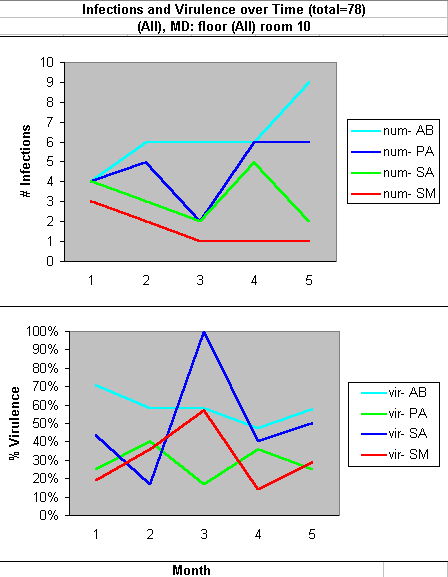 Infections and Virulence over Time (total=78)
(All), MD: floor (All) room 10
10
9
8
7
6
5
4
3
2
1
0
# Infections
1 2 3 4 5
num- AB
num- PA
num- SA
num- SM
100%
90%
80%
70%
60%
50%
40%
30%
20%
10%
0%
% Virulence
1 2 3 4 5
vir- AB
vir- PA
vir- SA
vir- SM
Month